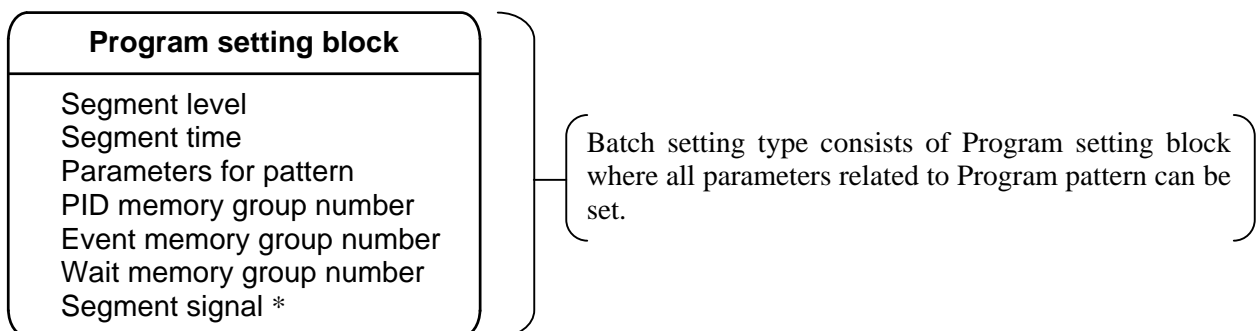 Program setting block
Segment level
Segment time
Parameters for pattern
PID memory group number
Event memory group number
Wait memory group number
Segment signal *
Batch setting type consists of Program setting block
where all parameters related to Program pattern can be
set.